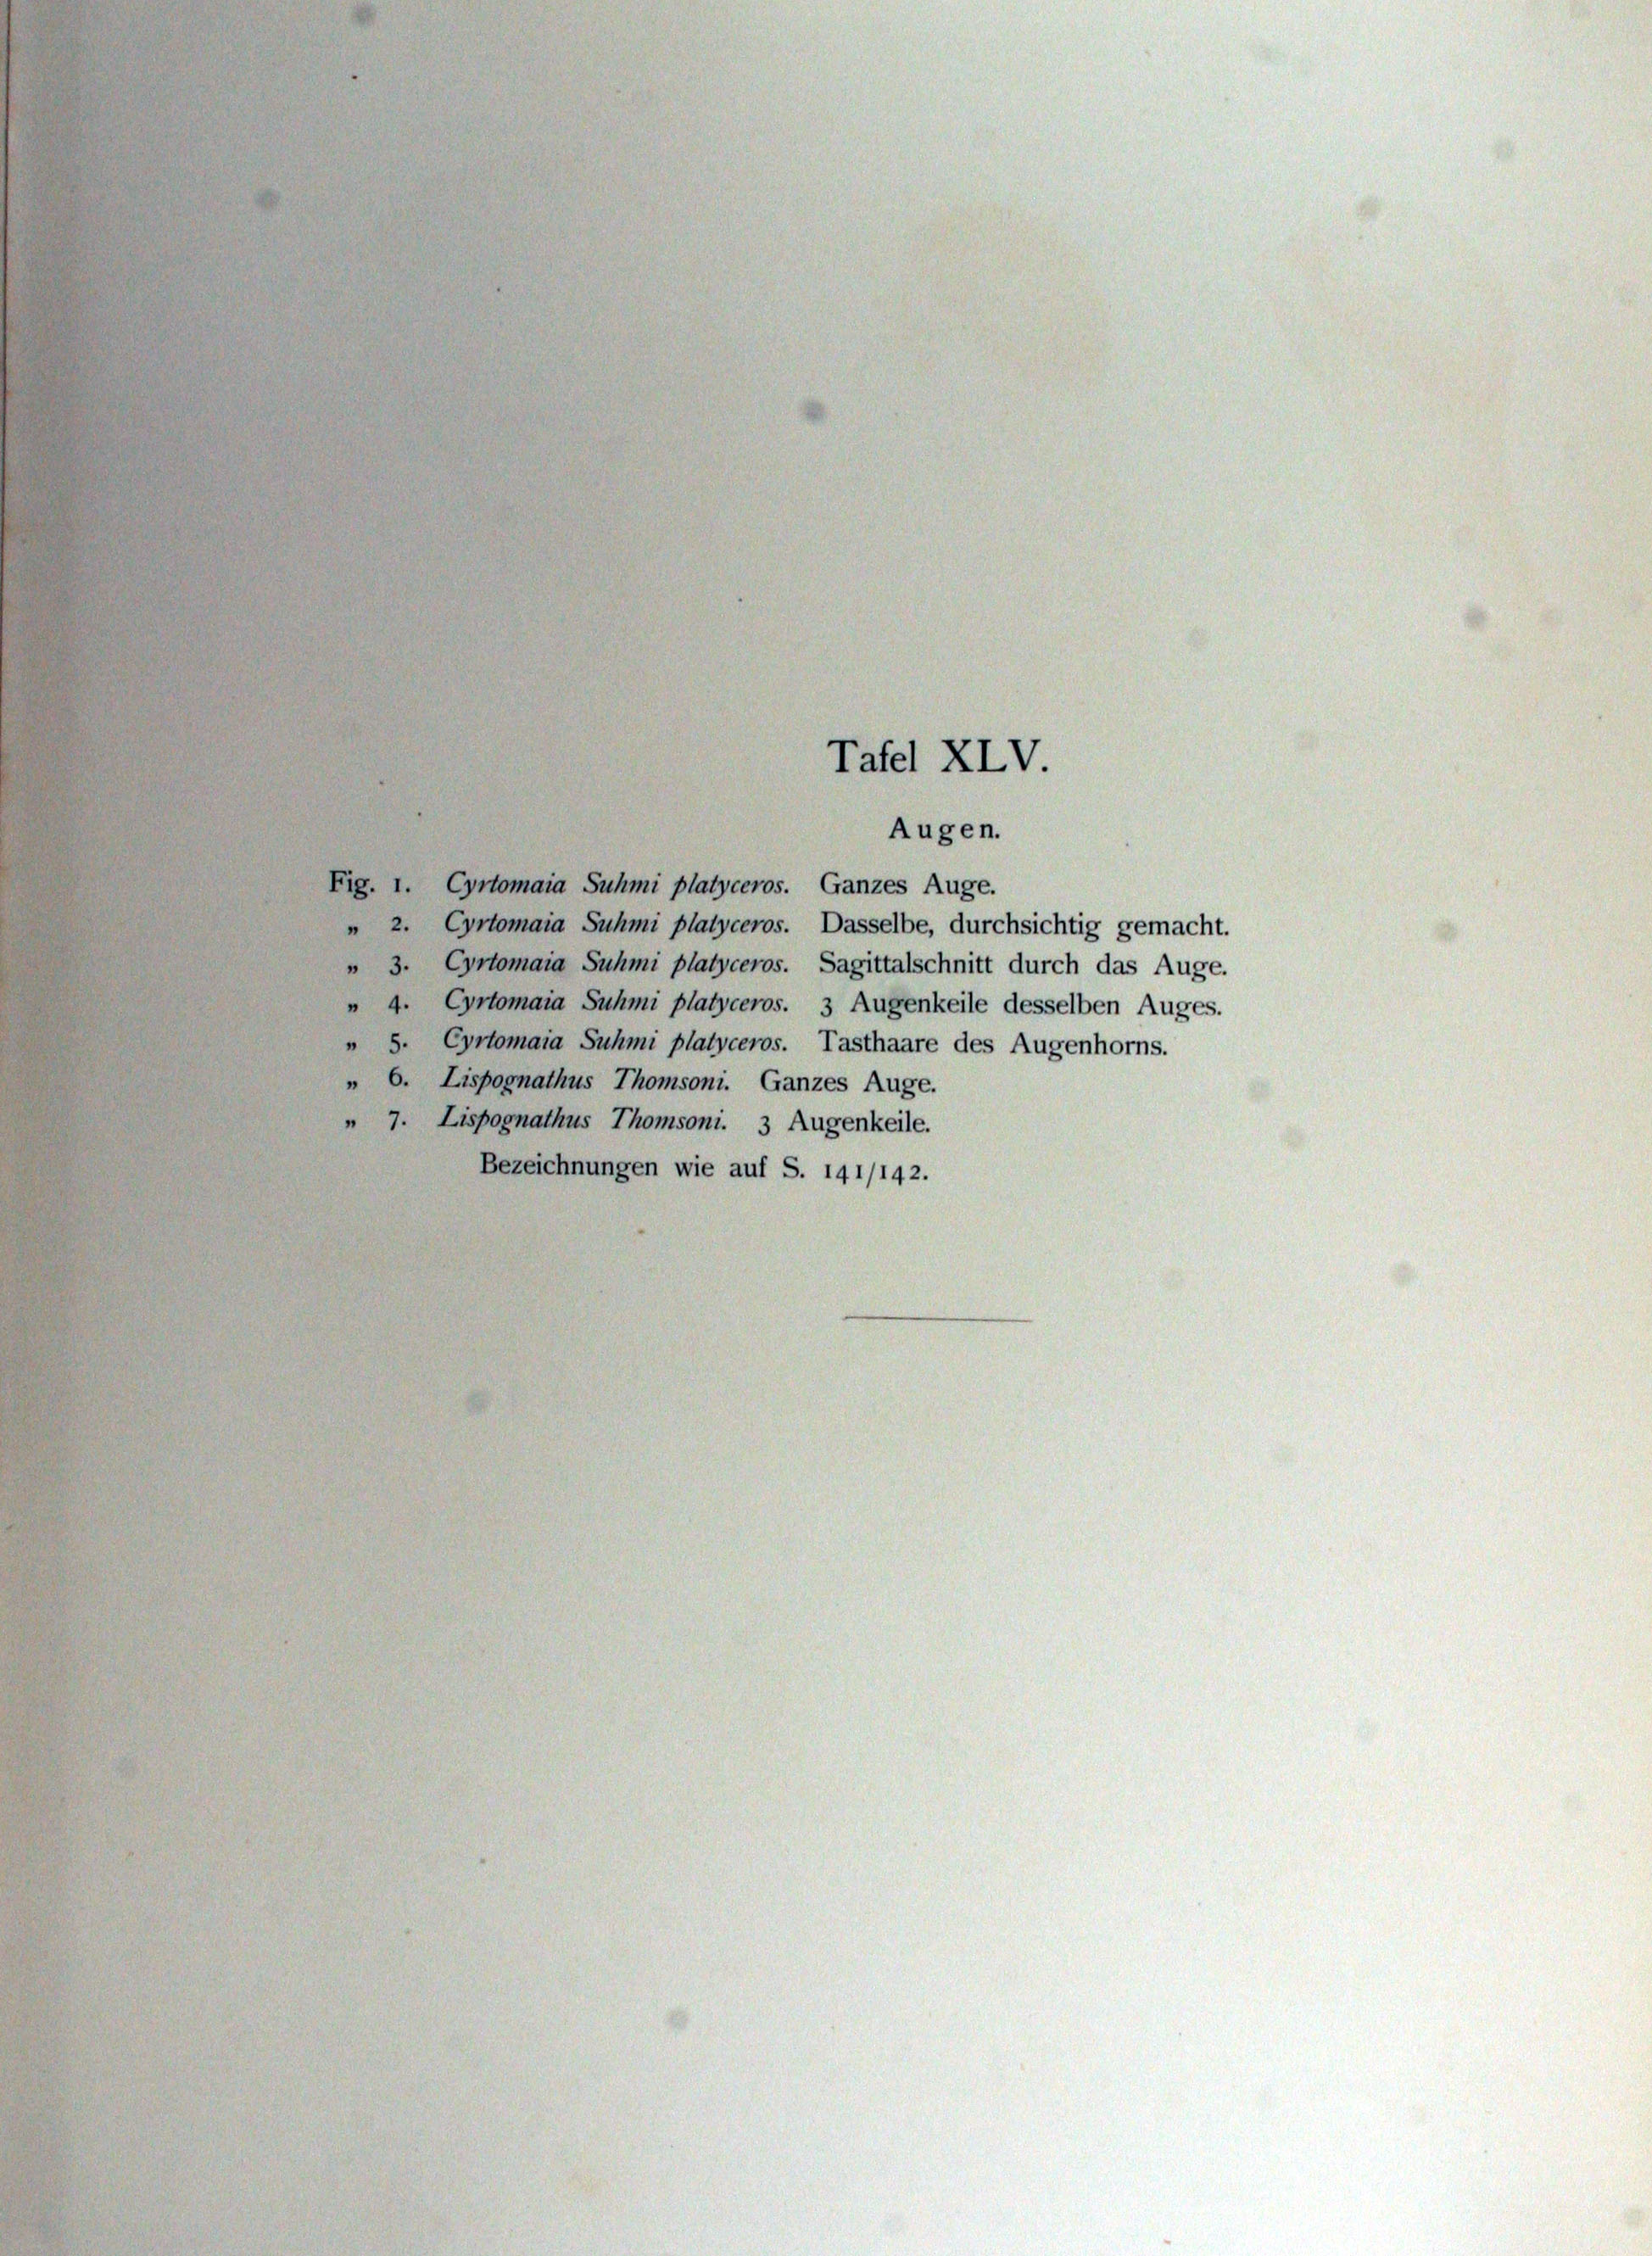 Tafel XLV.
Augen.
Fig. 1. Cyrtomaia Suhmi platyceros. Ganzes Auge.
„ 2. Cyrtomaia Suhmi platyceros. Dasselbe, durchsichtig gemacht.
„ 3. Cyrtomaia Suhmi platyceros. Sagittalschnitt durch das Auge.
„ 4. Cyrtomaia Suhmi platyceros. 3 Augenkeile desselben Auges.
„ 5. Cyrtomaia Suhmi platyceros. Tasthaare des Augenhorns.
„ 6. Lispognathus Thomsoni. Ganzes Auge.
„ 7. Lispognathus Thomsoni. 3 Augenkeile.
Bezeichnungen wie auf S. 141/142.